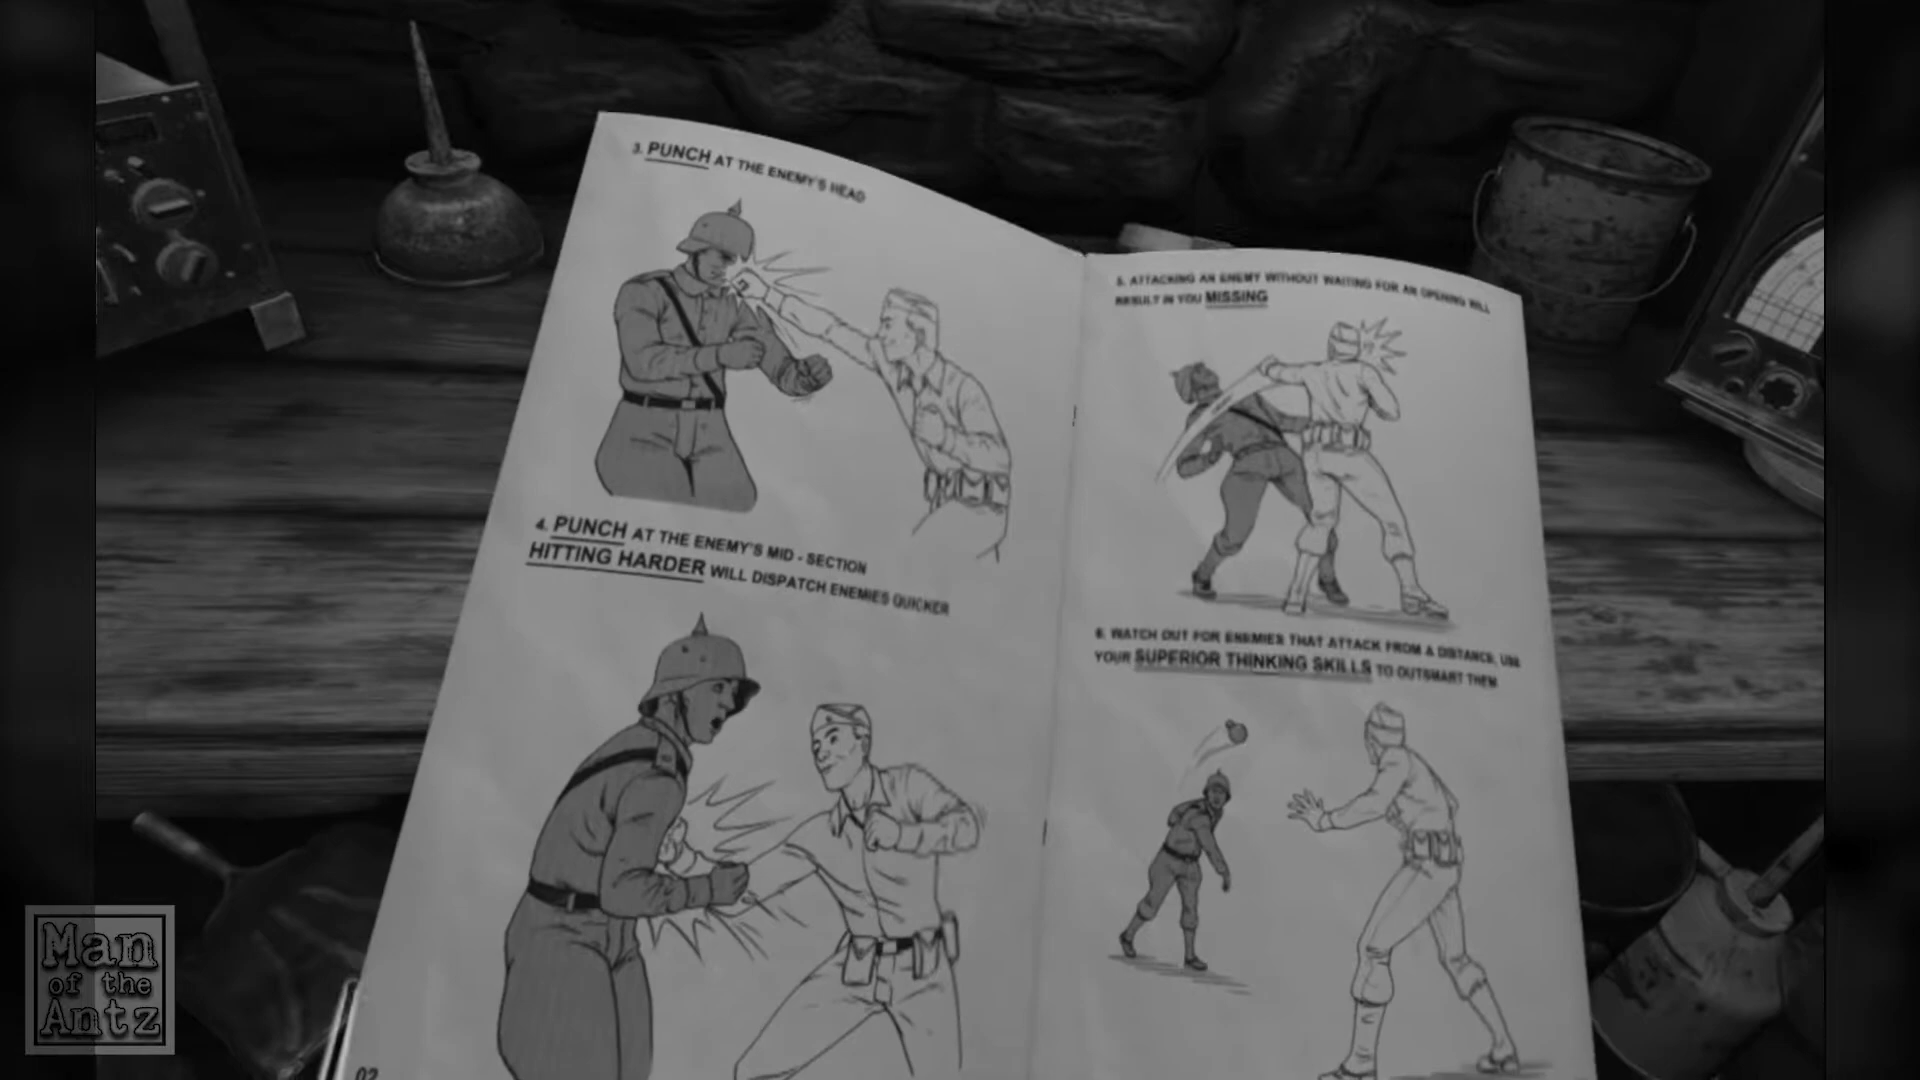 3. PUNCH AT THE ENEMY'S HEAD
4. PUNCH AT THE ENEMY'S MID - SECTION
HITTING HARDER WILL DISPATCH ENEMIES QUICKER
02
5. ATTACKING AN ENEMY WITHOUT WAITING FOR AN OPENING WILL
RESULT IN YOU MISSING
6. WATCH OUT FOR ENEMIES THAT ATTACK FROM A DISTANCE, USE
YOUR SUPERIOR THINKING SKILLS TO OUTSMART THEM
Man
of the
Antz